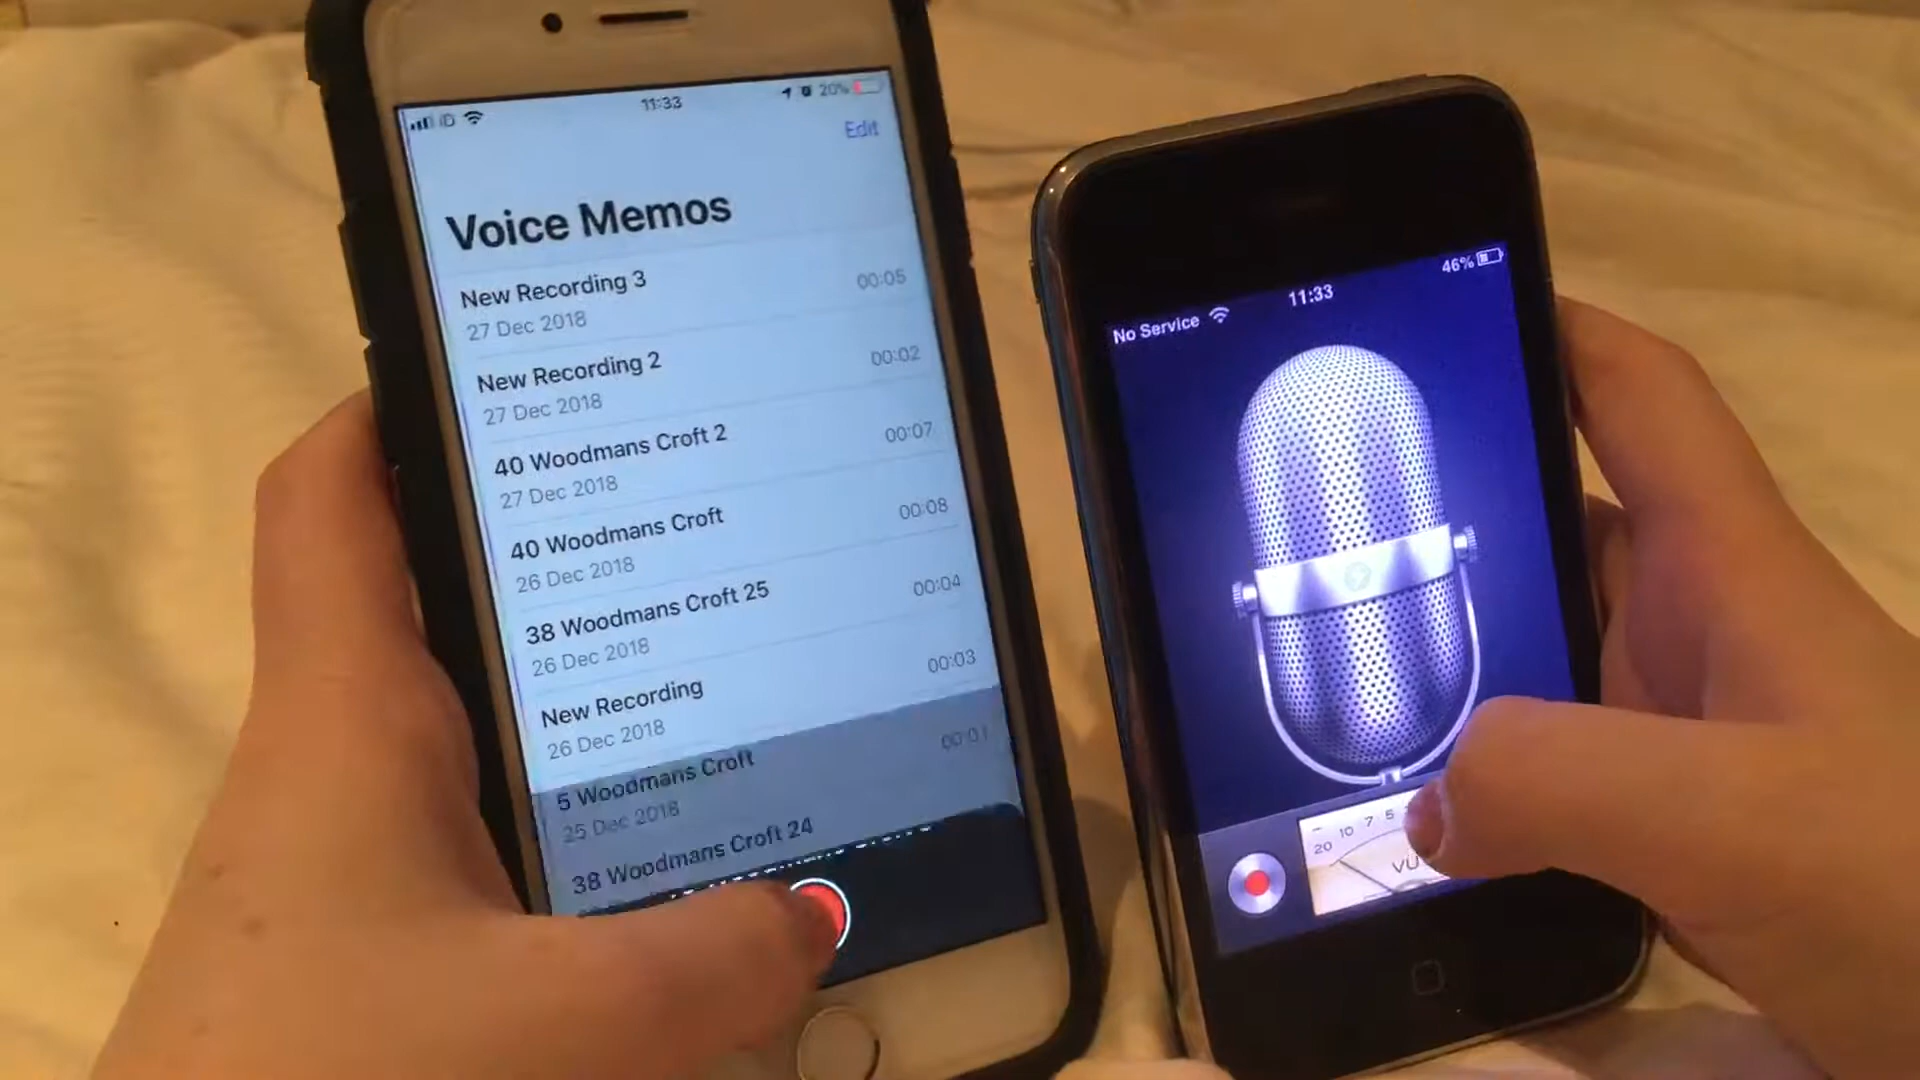 iD 11:33 20%
Edit
Voice Memos
New Recording 3 00:05
27 Dec 2018
New Recording 2 00:02
27 Dec 2018
40 Woodmans Croft 2 00:07
27 Dec 2018
40 Woodmans Croft 00:08
26 Dec 2018
38 Woodmans Croft 25 00:04
26 Dec 2018
New Recording 00:03
26 Dec 2018
5 Woodmans Croft 00:01
25 Dec 2018
38 Woodmans Croft 24
No Service 11:33 46%
20 10 7 5
VU